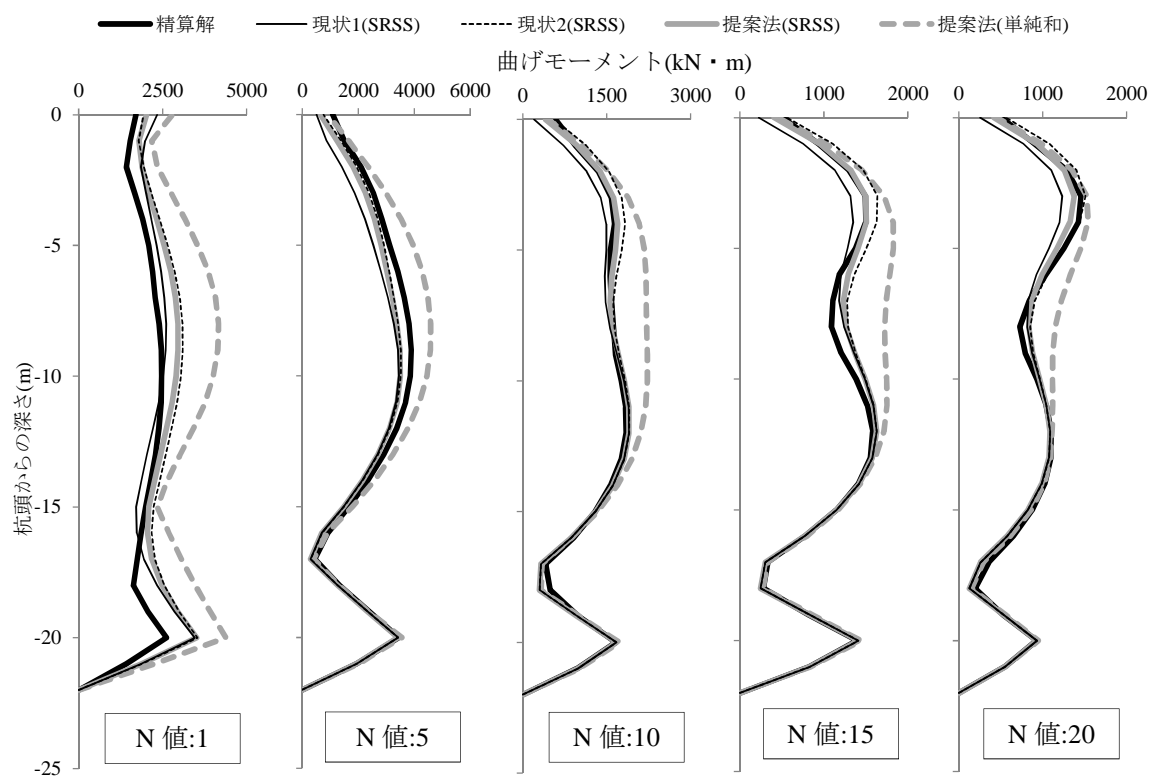 精算解 現状1(SRSS) 現状2(SRSS) 提案法(SRSS) 提案法(単純和)
曲げモーメント(kN・m)
0 2500 5000 0 2000 4000 6000 0 1500 3000 0 1000 2000 0 1000 2000
0
-5
-10
-15
-20
-25
杭頭からの深さ(m)
N 値:1 N 値:5 N 値:10 N 値:15 N 値:20